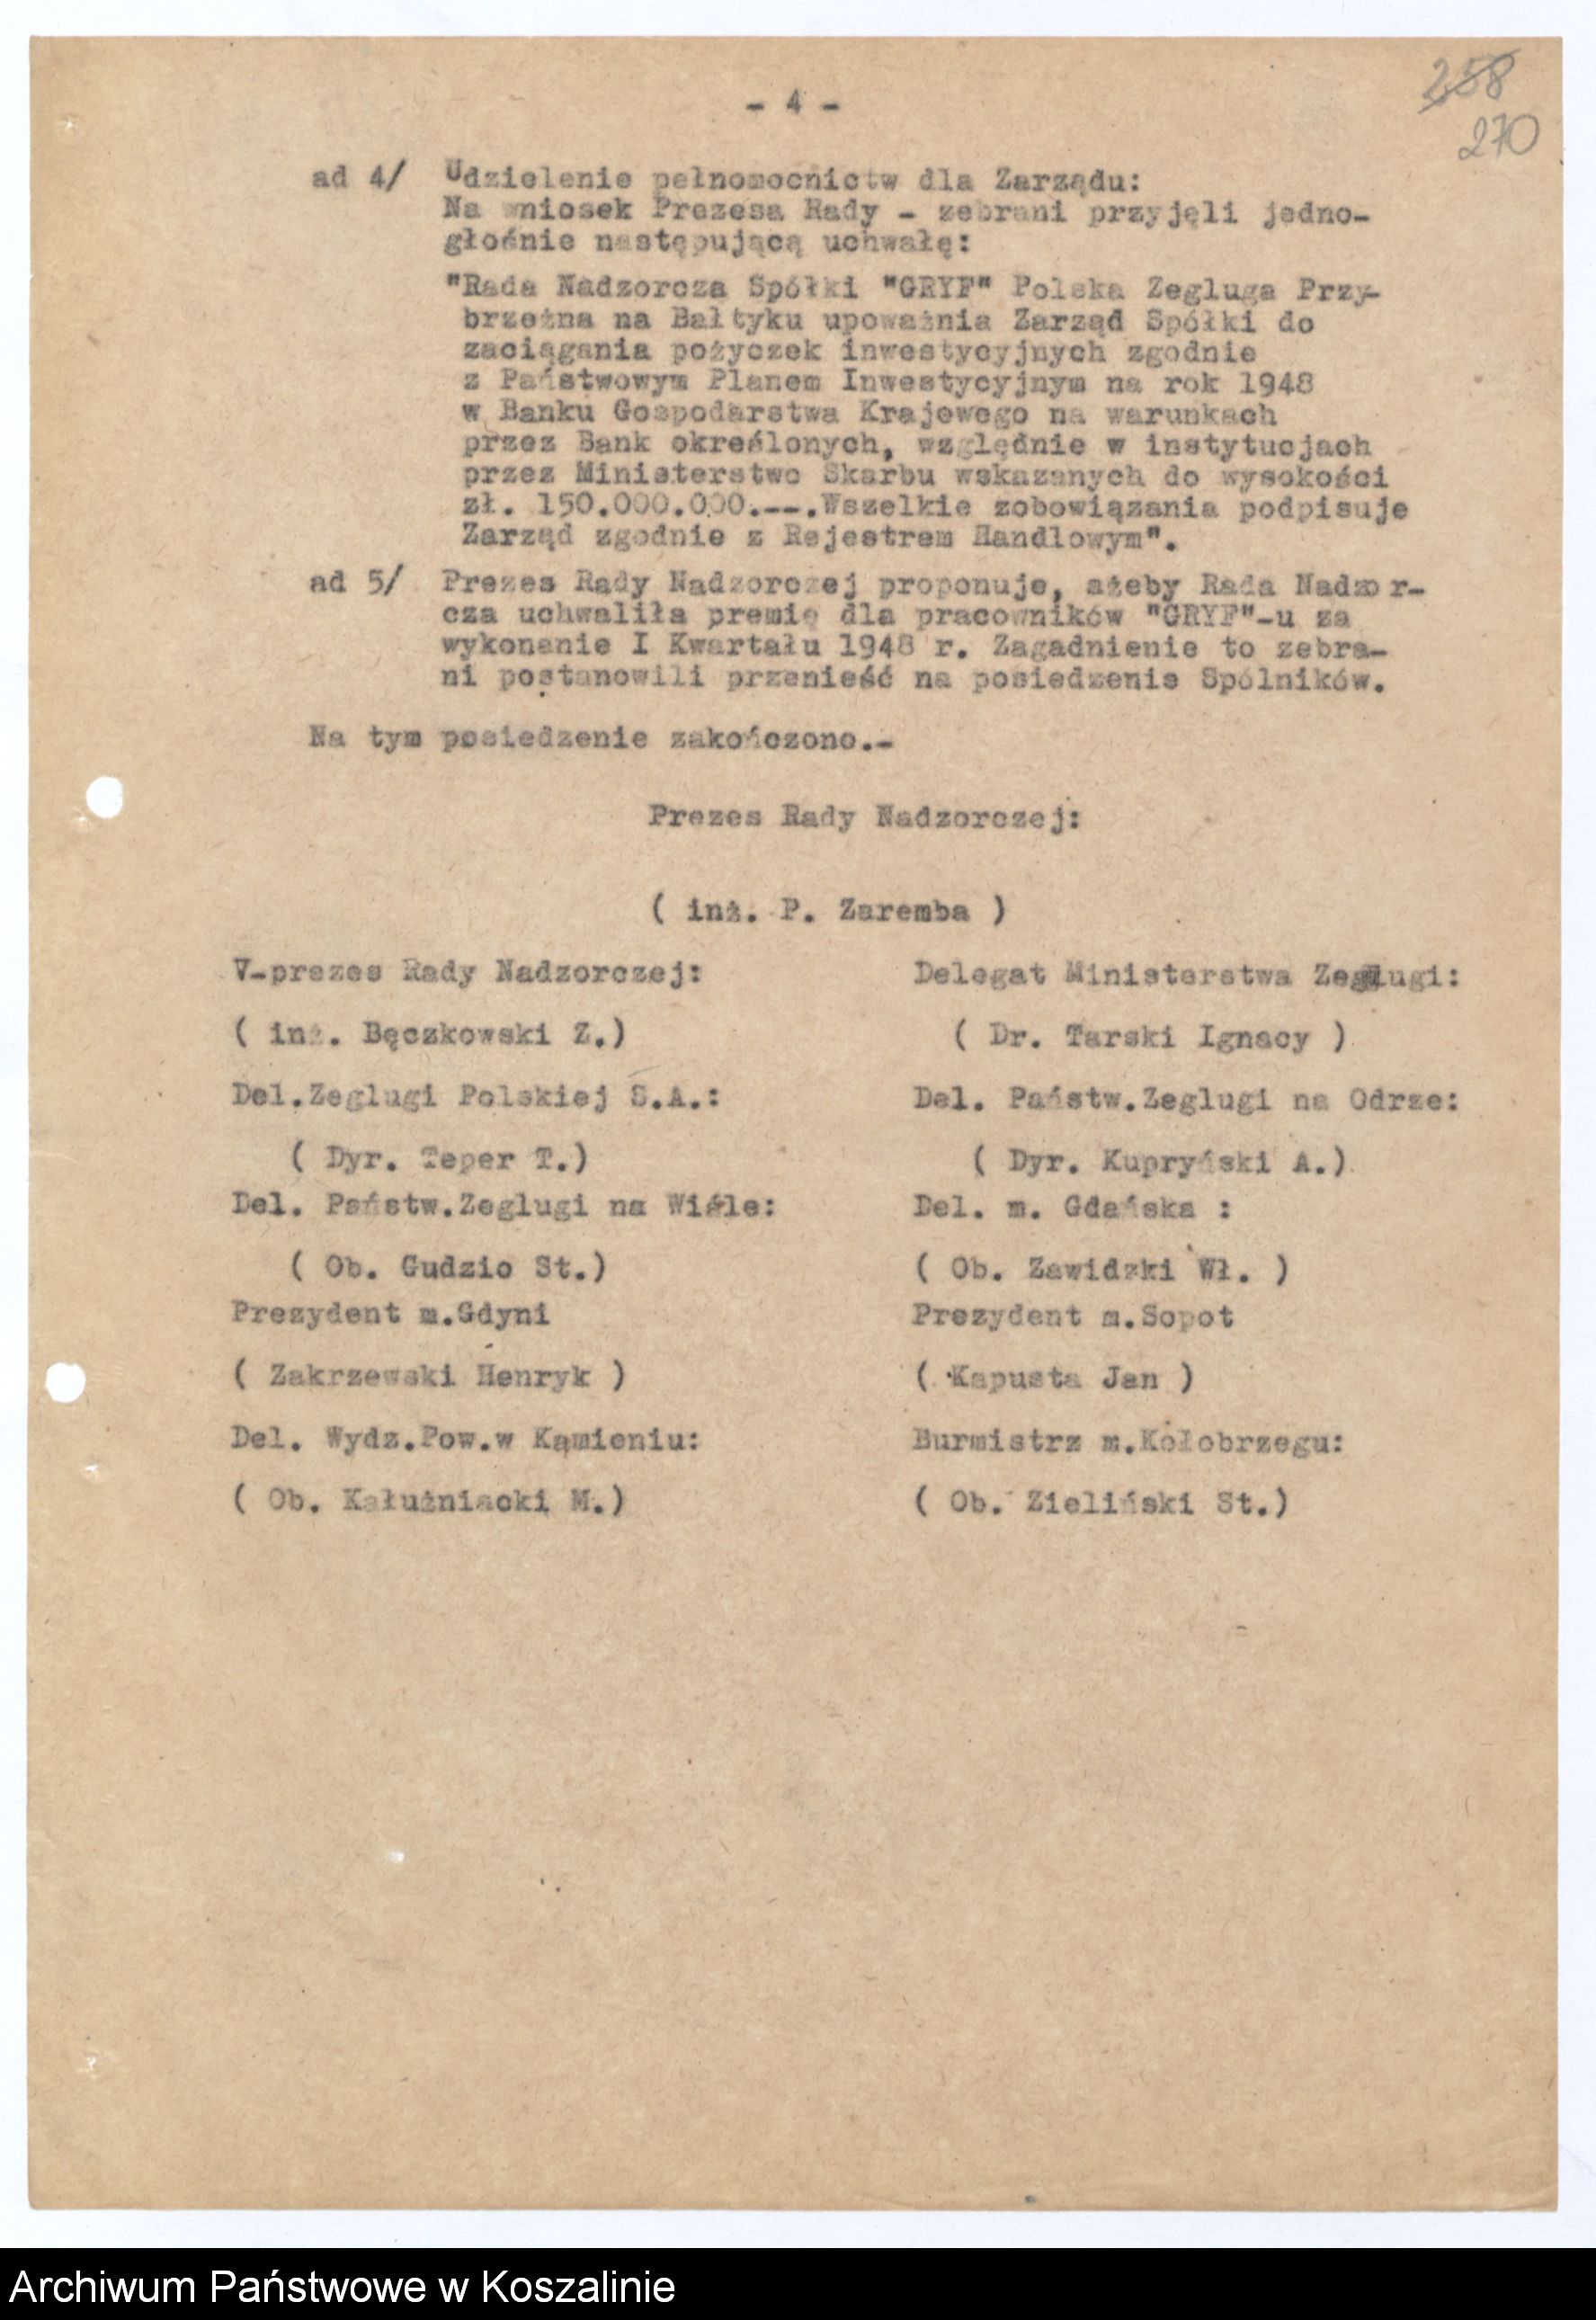 - 4 -
258
270
ad 4/ Udzielenie pełnomocnictw dla Zarządu:
Na wniosek Prezesa Rady - zebrani przyjęli jedno-
głośnie następującą uchwałę:
"Rada Nadzorcza Spółki "GRYF" Polska Zegluga Przy-
brzeżna na Bałtyku upoważnia Zarząd Spółki do
zaciągania pożyczek inwestycyjnych zgodnie
z Państwowym Planem Inwestycyjnym na rok 1948
w Banku Gospodarstwa Krajowego na warunkach
przez Bank określonych, względnie w instytucjach
przez Ministerstwo Skarbu wskazanych do wysokości
zł. 150.000.000.--.Wszelkie zobowiązania podpisuje
Zarząd zgodnie z Rejestrem Handlowym".
ad 5/ Prezes Rady Nadzorczej proponuje, ażeby Rada Nadzor-
cza uchwaliła premię dla pracowników "GRYF"-u za
wykonanie I Kwartału 1948 r. Zagadnienie to zebra-
ni postanowili przenieść na posiedzenie Spólników.
Na tym posiedzenie zakończono.-
Prezes Rady Nadzorczej:
( inż. P. Zaremba )
V-prezes Rady Nadzorczej: Delegat Ministerstwa Zeglugi:
( inż. Bęczkowski Z.) ( Dr. Tarski Ignacy )
Del.Zeglugi Polskiej S.A.: Del. Państw.Zeglugi na Odrze:
( Dyr. Teper T.) ( Dyr. Kupryński A.)
Del. Państw.Zeglugi na Wiśle: Del. m. Gdańska :
( Ob. Gudzio St.) ( Ob. Zawidzki Wł. )
Prezydent m.Gdyni Prezydent m.Sopot
( Zakrzewski Henryk ) ( Kapusta Jan )
Del. Wydz.Pow.w Kąmieniu: Burmistrz m.Kołobrzegu:
( Ob. Kałużniacki M.) ( Ob. Zieliński St.)
Archiwum Państwowe w Koszalinie